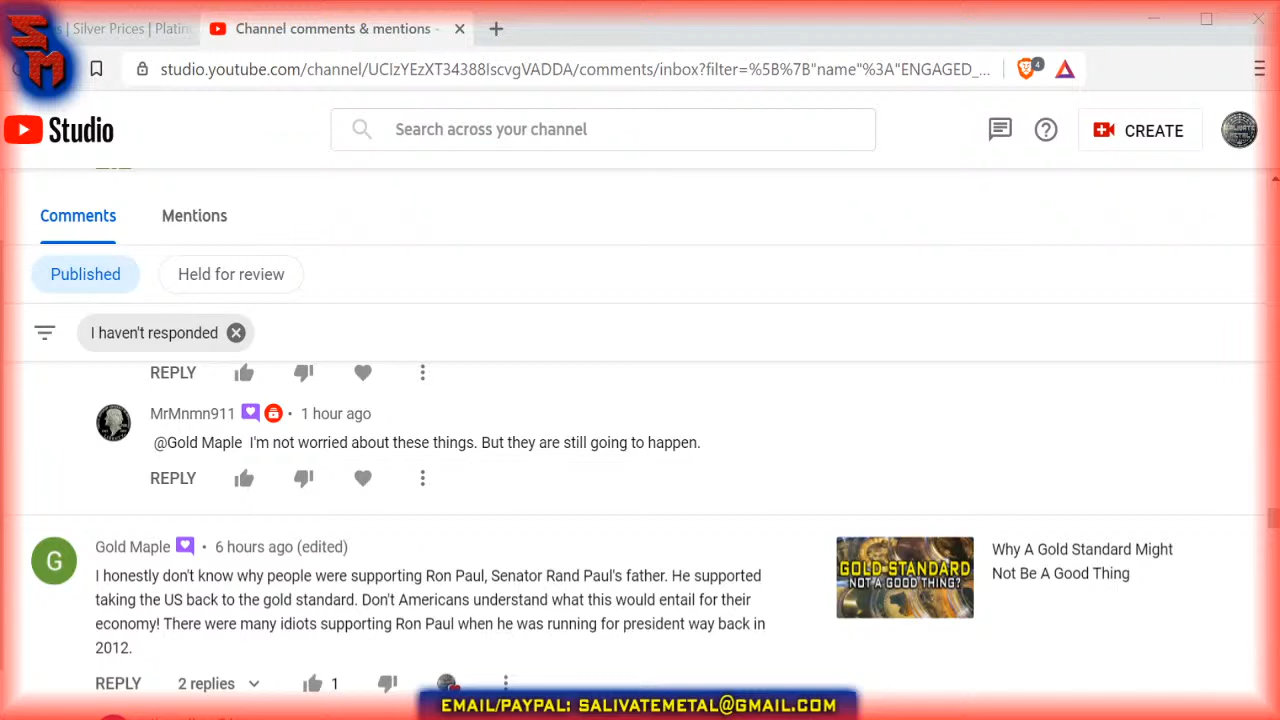 SM
| Silver Prices | Platin
Channel comments & mentions -
studio.youtube.com/channel/UCIzYEzXT34388IscvgVADDA/comments/inbox?filter=%5B%7B"name"%3A"ENGAGED_...
4
Studio
Search across your channel
CREATE
Comments
Mentions
Published
Held for review
I haven't responded
REPLY
MrMnmn911 • 1 hour ago
@Gold Maple I'm not worried about these things. But they are still going to happen.
REPLY
G
Gold Maple • 6 hours ago (edited)
I honestly don't know why people were supporting Ron Paul, Senator Rand Paul's father. He supported
taking the US back to the gold standard. Don't Americans understand what this would entail for their
economy! There were many idiots supporting Ron Paul when he was running for president way back in
2012.
GOLD STANDARD
NOT A GOOD THING?
Why A Gold Standard Might
Not Be A Good Thing
REPLY
2 replies
1
EMAIL/PAYPAL: SALIVATEMETAL@GMAIL.COM